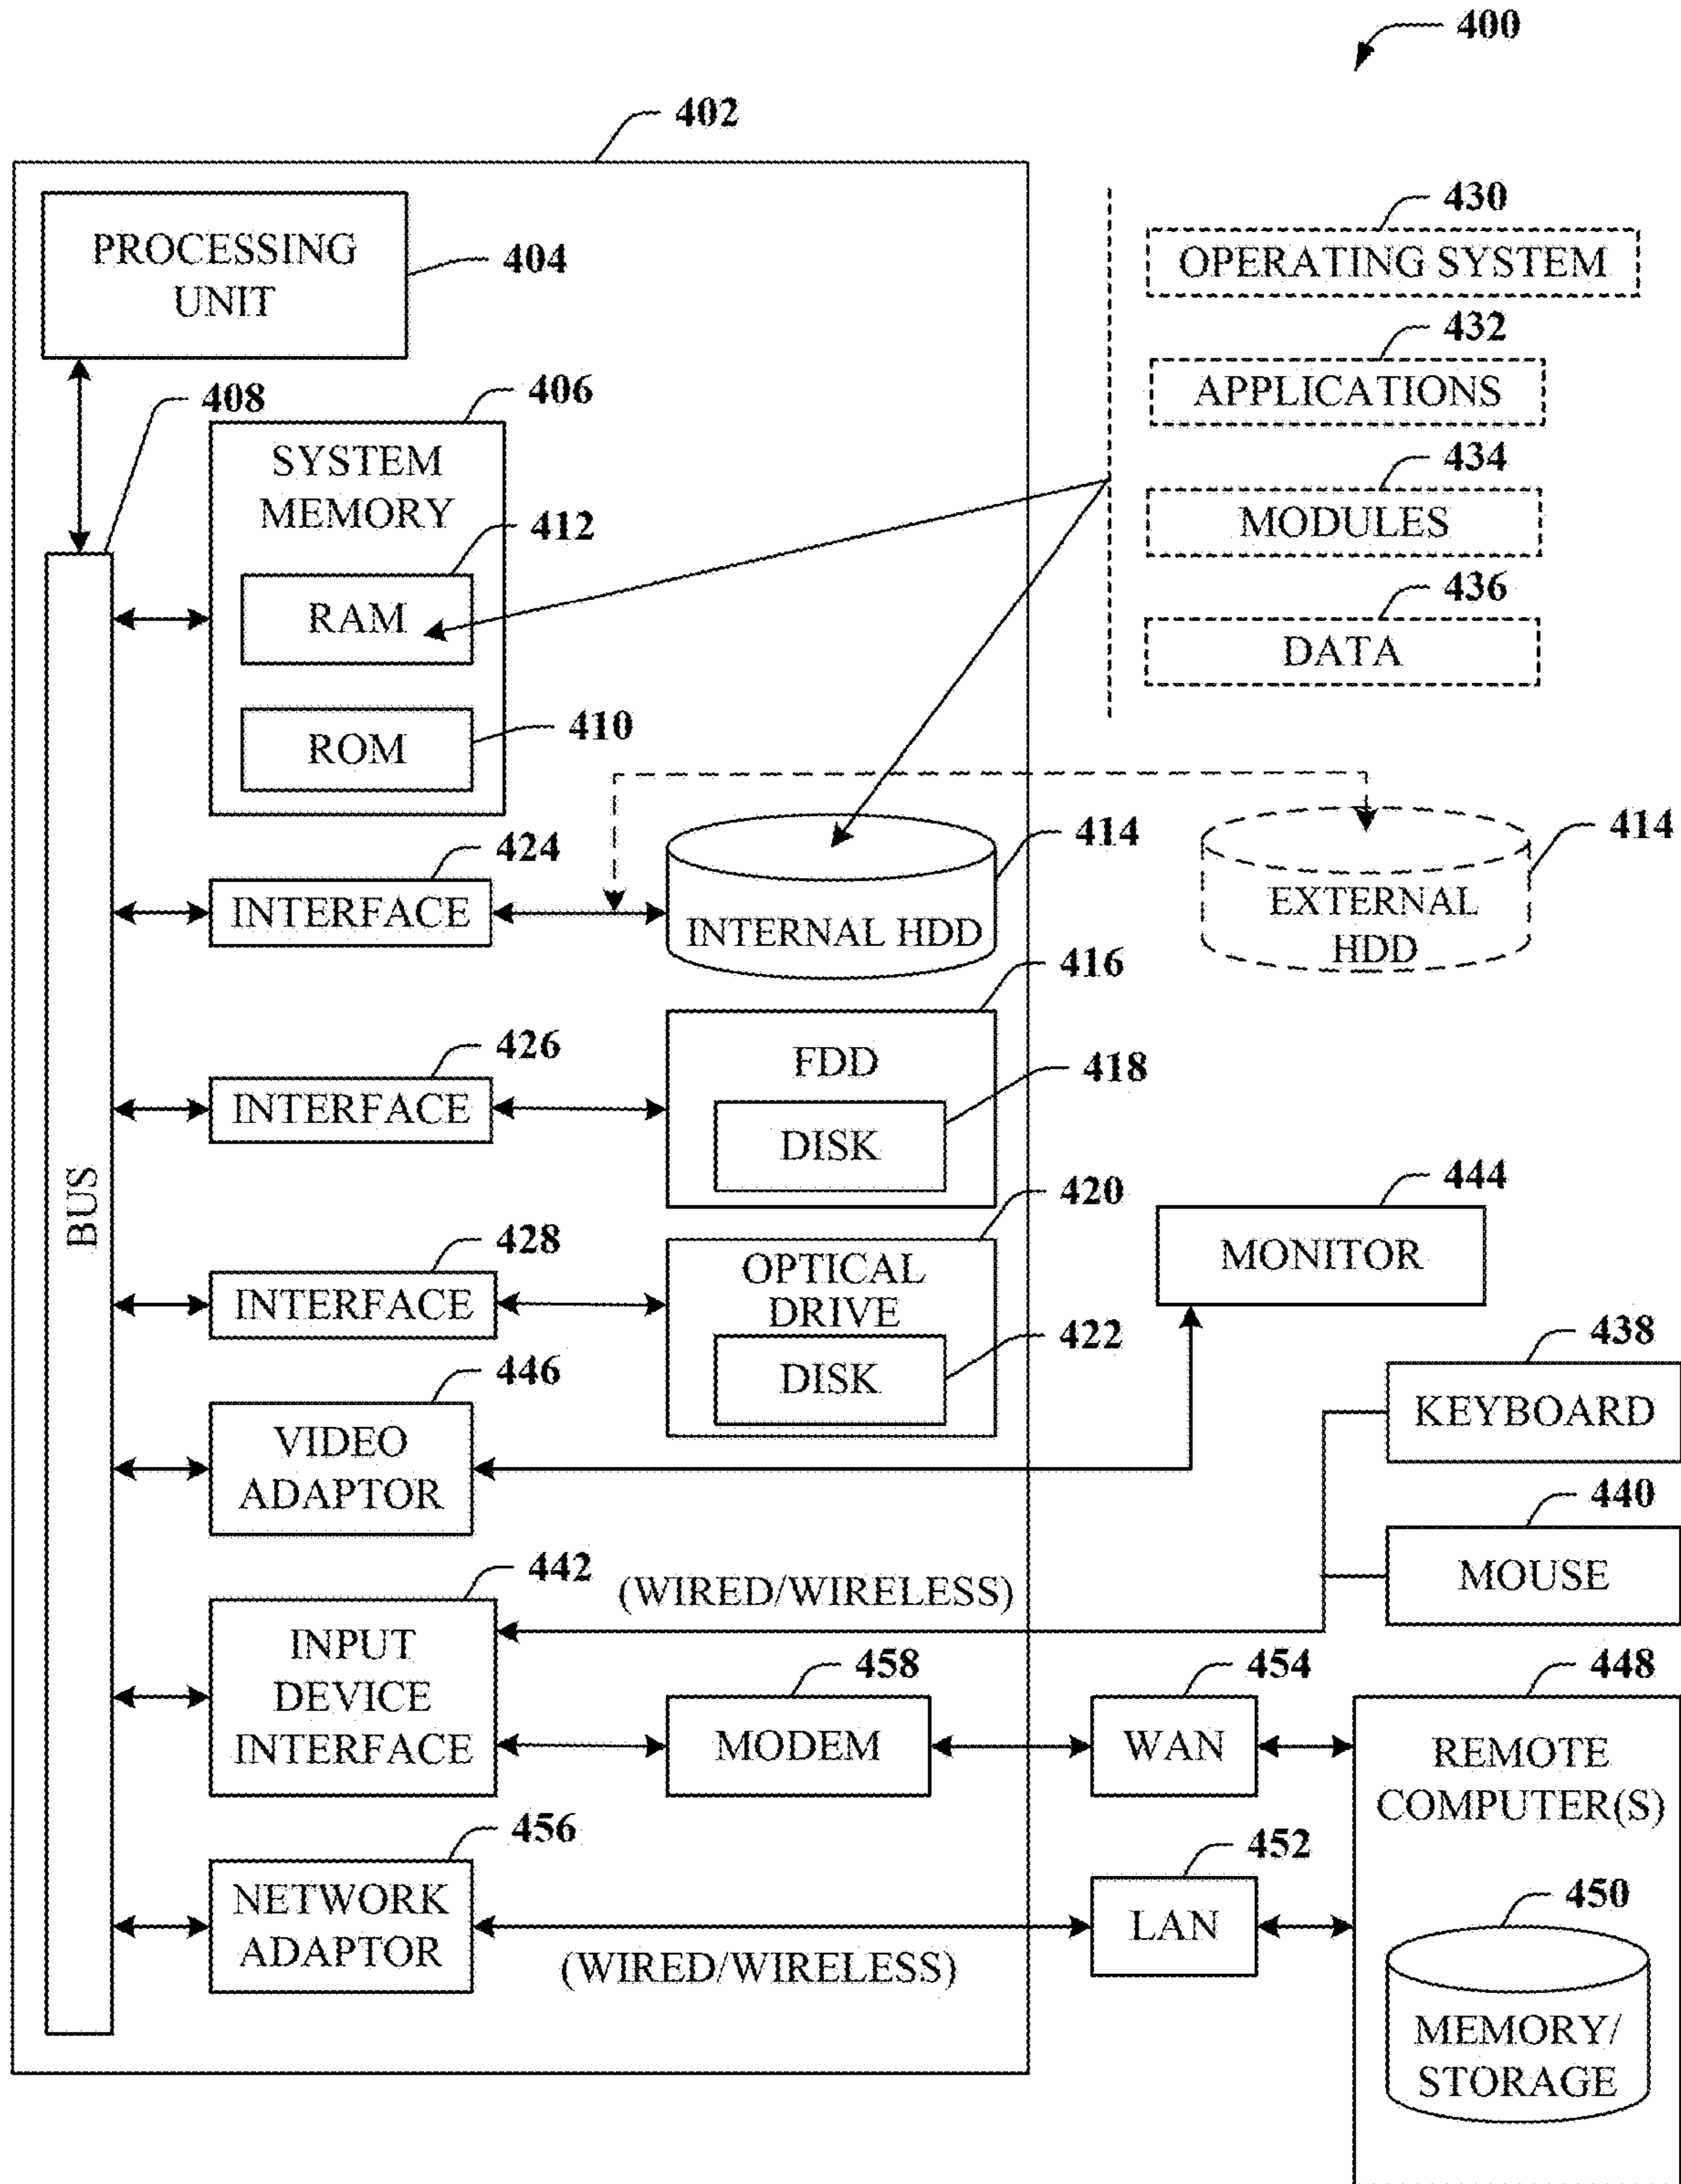 400
402
PROCESSING
UNIT
404
430
OPERATING SYSTEM
432
APPLICATIONS
434
MODULES
436
DATA
408
406
SYSTEM
MEMORY
412
RAM
410
ROM
BUS
424
INTERFACE
414
INTERNAL HDD
414
EXTERNAL
HDD
426
INTERFACE
416
FDD
418
DISK
428
INTERFACE
420
OPTICAL
DRIVE
422
DISK
444
MONITOR
446
VIDEO
ADAPTOR
438
KEYBOARD
440
MOUSE
442
INPUT
DEVICE
INTERFACE
(WIRED/WIRELESS)
458
MODEM
454
WAN
448
REMOTE
COMPUTER(S)
456
NETWORK
ADAPTOR
(WIRED/WIRELESS)
452
LAN
450
MEMORY/
STORAGE